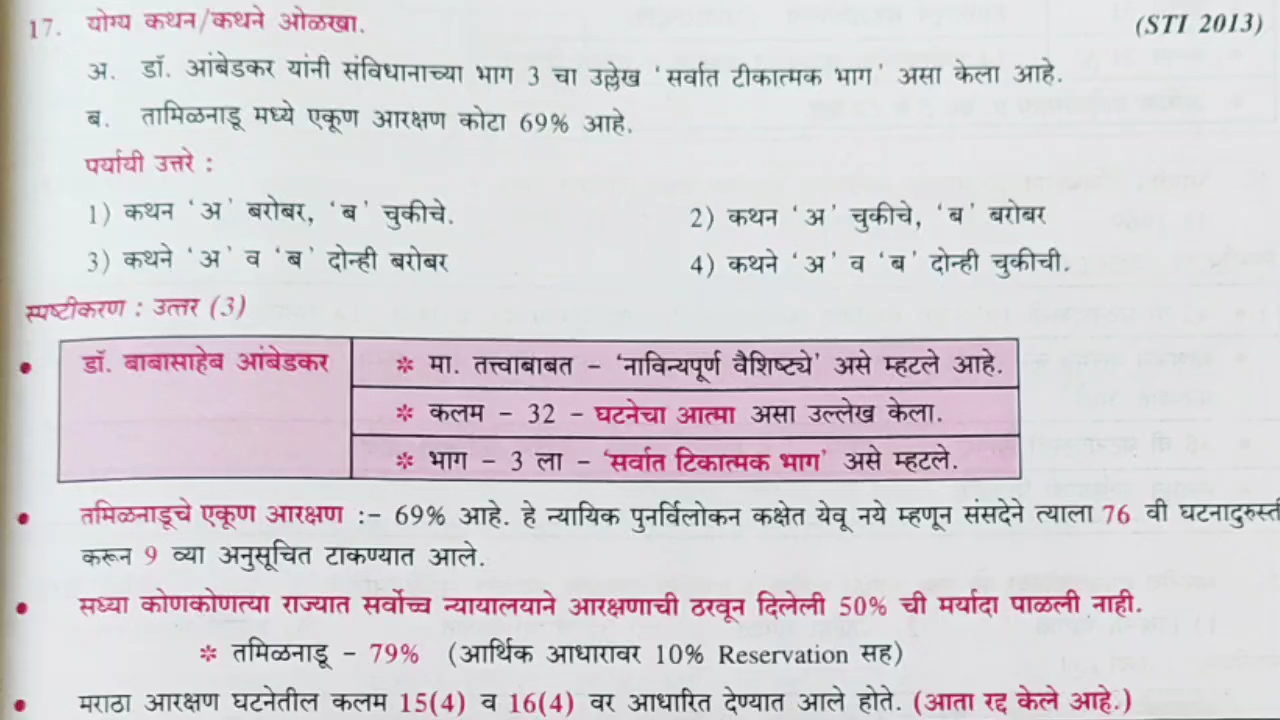 17. योग्य कथन/कथने ओळखा. (STI 2013)
अ. डॉ. आंबेडकर यांनी संविधानाच्या भाग 3 चा उल्लेख 'सर्वात टीकात्मक भाग' असा केला आहे.
ब. तामिळनाडू मध्ये एकूण आरक्षण कोटा 69% आहे.
पर्यायी उत्तरे :
1) कथन 'अ' बरोबर, 'ब' चुकीचे. 2) कथन 'अ' चुकीचे, 'ब' बरोबर
3) कथने 'अ' व 'ब' दोन्ही बरोबर 4) कथने 'अ' व 'ब' दोन्ही चुकीची.
स्पष्टीकरण : उत्तर (3)
• डॉ. बाबासाहेब आंबेडकर * मा. तत्त्वाबाबत - 'नाविन्यपूर्ण वैशिष्ट्ये' असे म्हटले आहे.
* कलम - 32 - घटनेचा आत्मा असा उल्लेख केला.
* भाग - 3 ला - 'सर्वात टिकात्मक भाग' असे म्हटले.
• तमिळनाडूचे एकूण आरक्षण :- 69% आहे. हे न्यायिक पुनर्विलोकन कक्षेत येवू नये म्हणून संसदेने त्याला 76 वी घटनादुरुस्त
करून 9 व्या अनुसूचित टाकण्यात आले.
• सध्या कोणकोणत्या राज्यात सर्वोच्च न्यायालयाने आरक्षणाची ठरवून दिलेली 50% ची मर्यादा पाळली नाही.
* तमिळनाडू - 79% (आर्थिक आधारावर 10% Reservation सह)
• मराठा आरक्षण घटनेतील कलम 15(4) व 16(4) वर आधारित देण्यात आले होते. (आता रद्द केले आहे.)